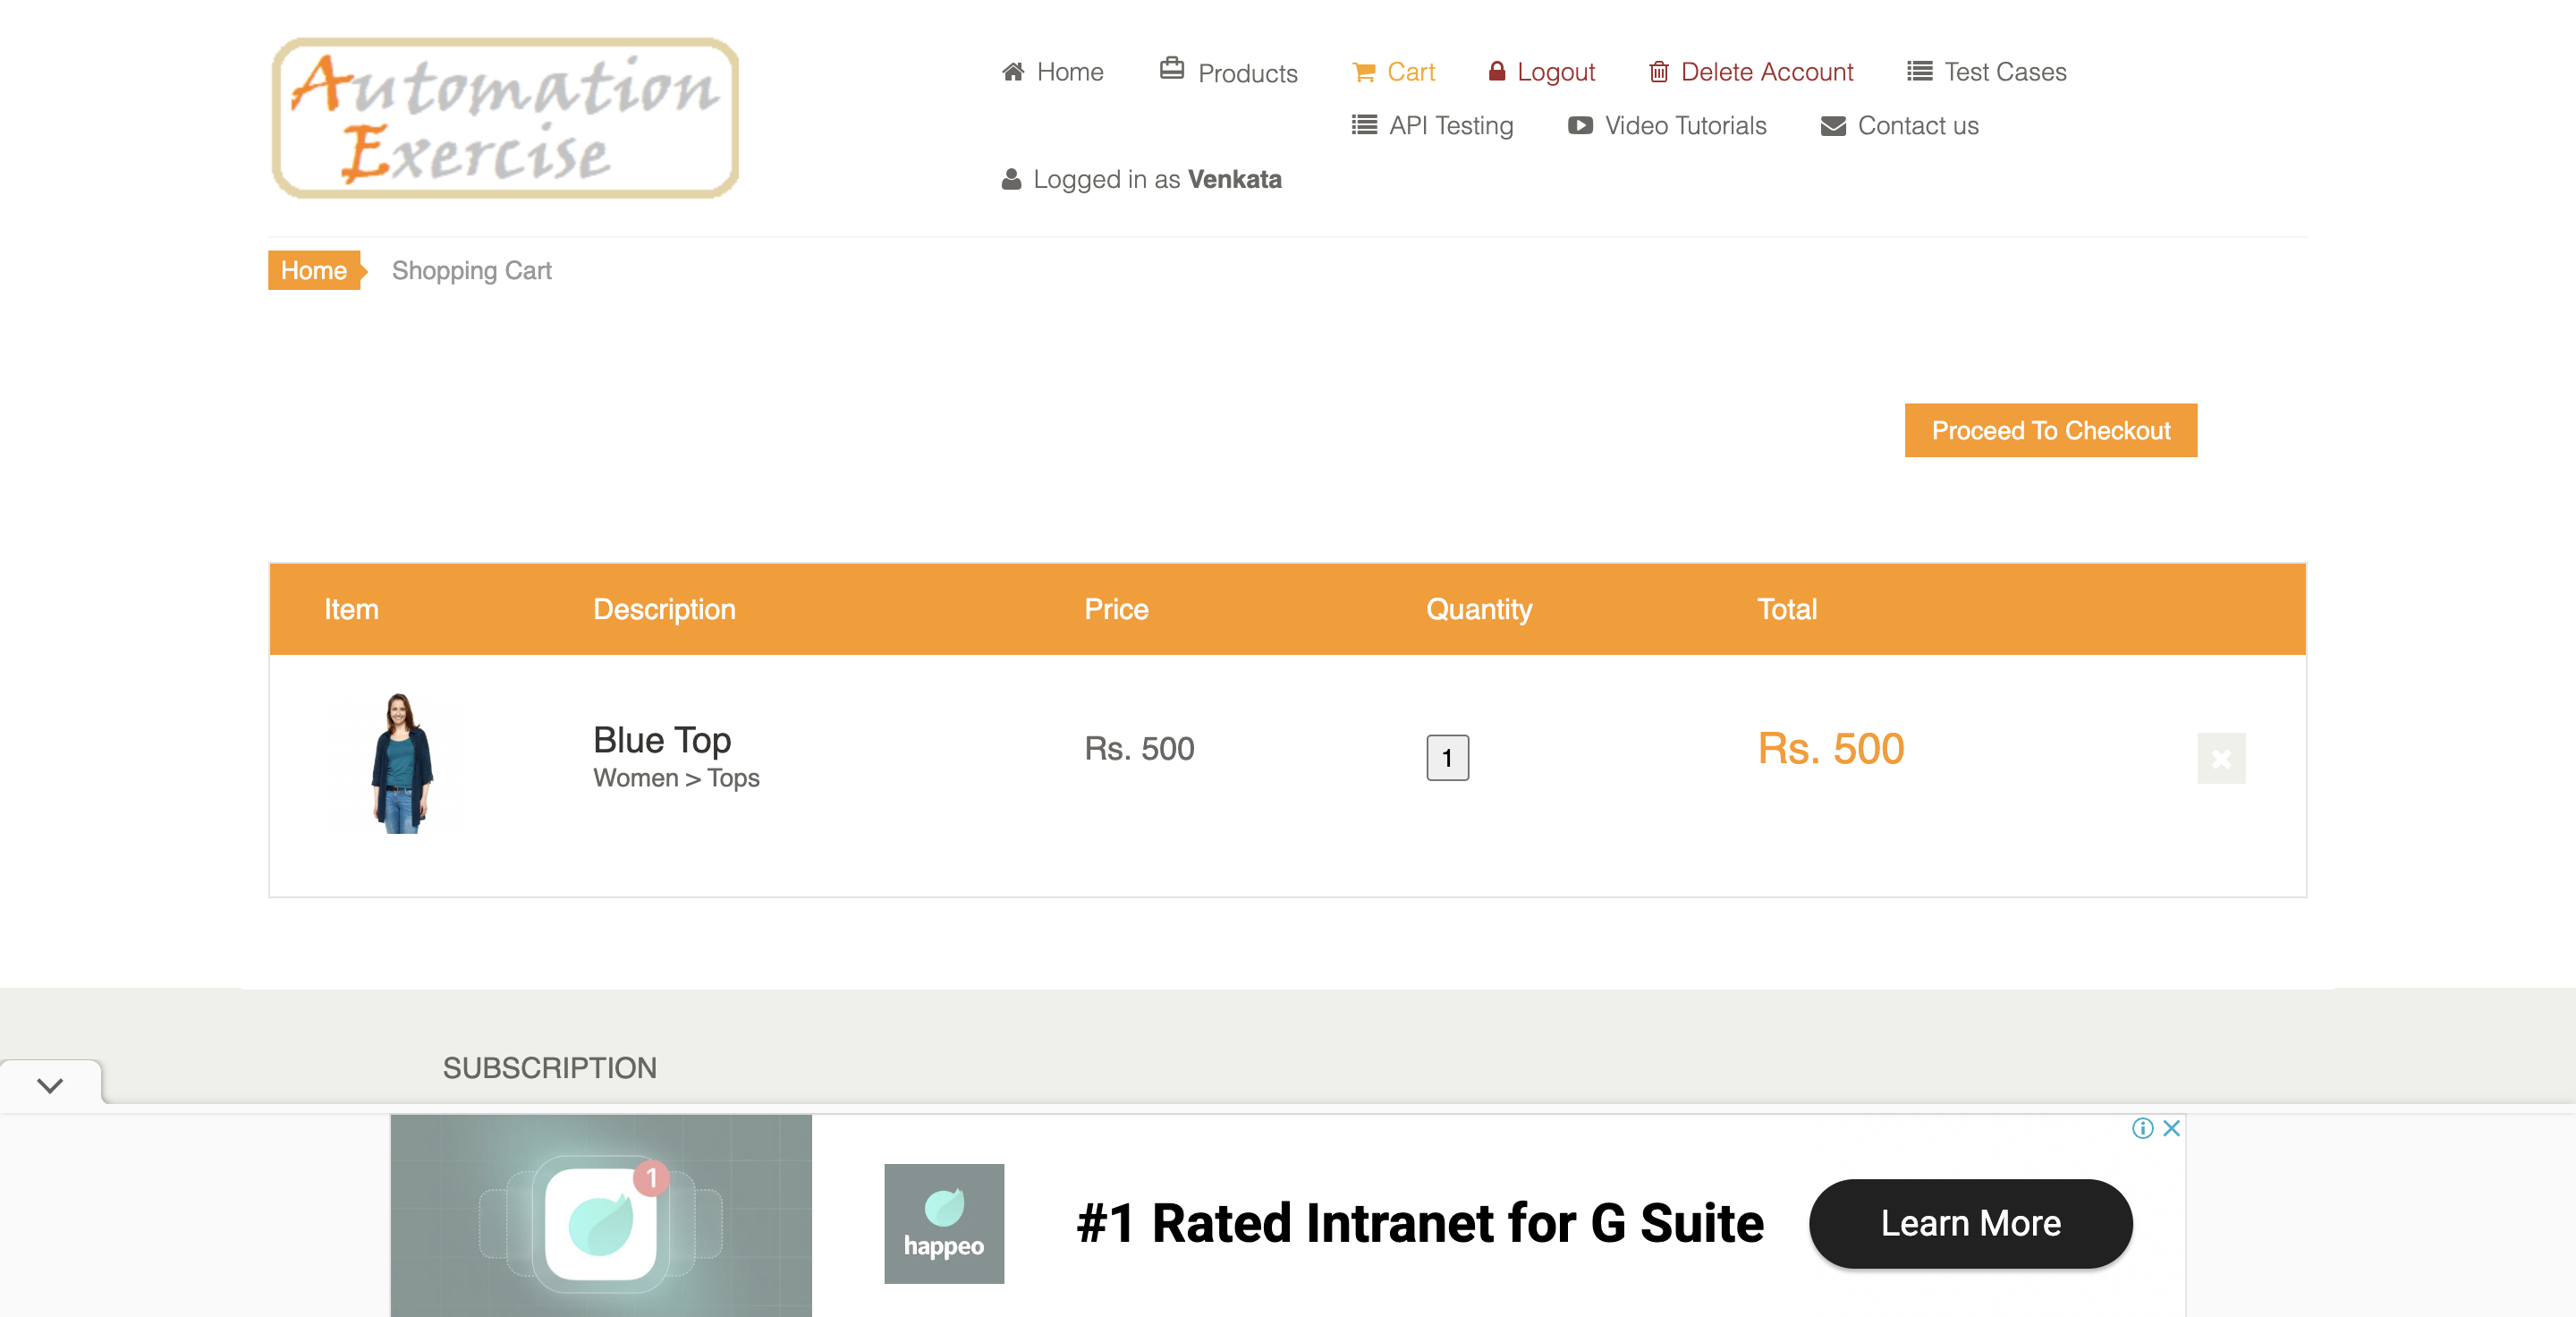 Automation
Exercise
Home Products Cart Logout Delete Account Test Cases
API Testing Video Tutorials Contact us
Logged in as Venkata
Home Shopping Cart
Proceed To Checkout
Item Description Price Quantity Total
Blue Top Rs. 500 1 Rs. 500
Women > Tops
SUBSCRIPTION
1
happeo
#1 Rated Intranet for G Suite
Learn More